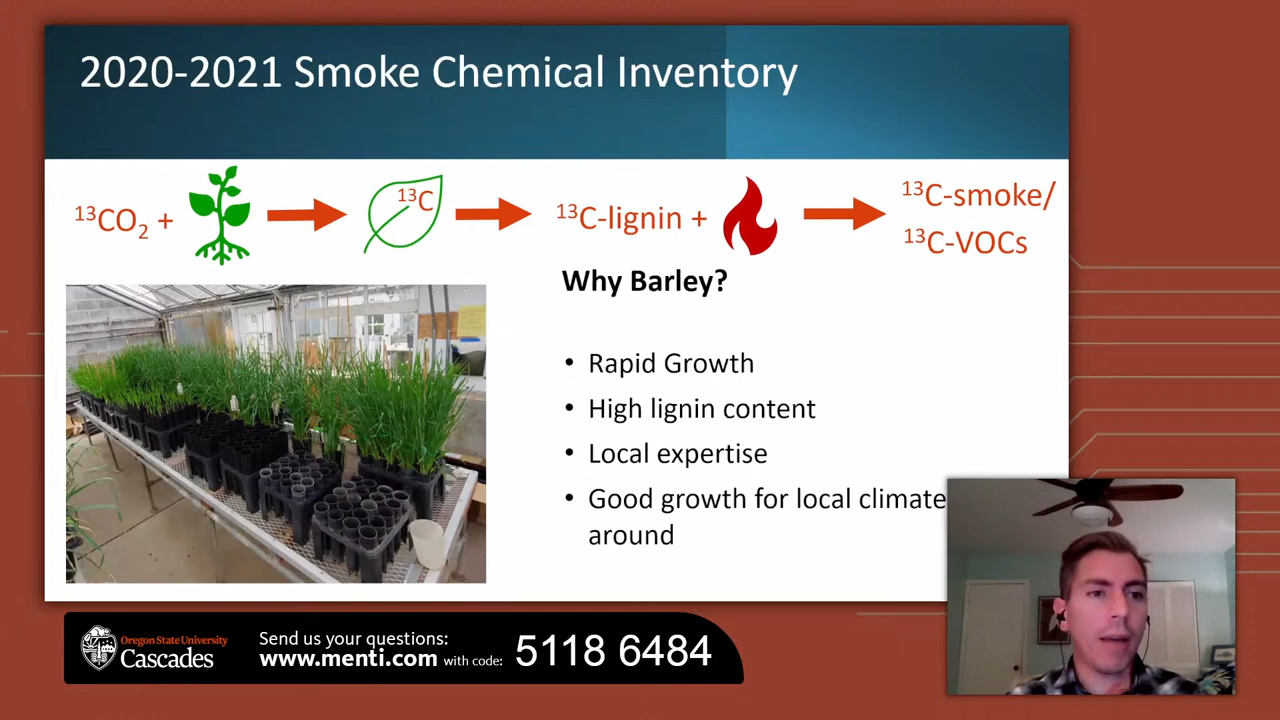 2020-2021 Smoke Chemical Inventory
¹³CO₂ +
¹³C
¹³C-lignin +
¹³C-smoke/
¹³C-VOCs
Why Barley?
• Rapid Growth
• High lignin content
• Local expertise
• Good growth for local climate
around
Oregon State University
Cascades
Send us your questions:
www.menti.com with code:
5118 6484